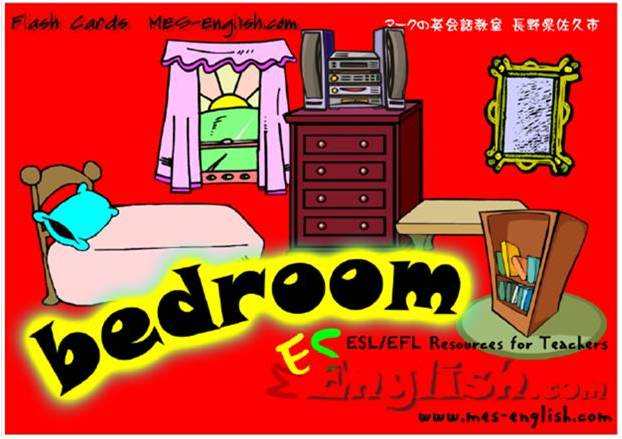 Flash Cards MES-English.com
マークの英会話教室 長野県佐久市
bedroom
ES
ESL/EFL Resources for Teachers
English.com
www.mes-english.com